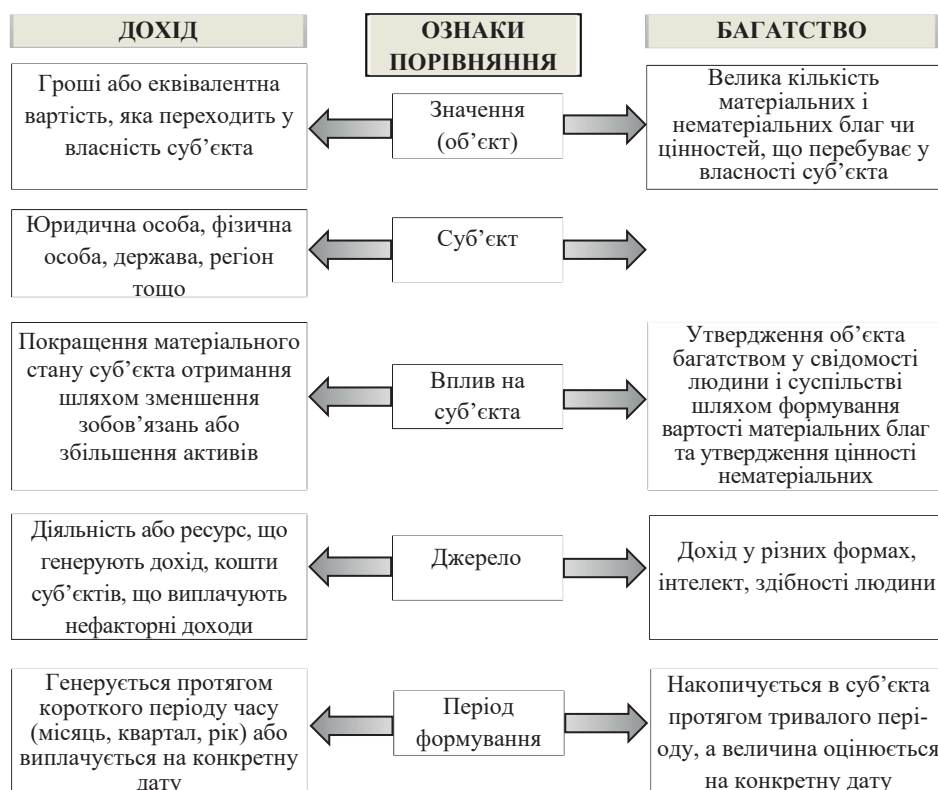 ДОХІД
ОЗНАКИ
ПОРІВНЯННЯ
БАГАТСТВО
Гроші або еквівалентна
вартість, яка переходить у
власність суб’єкта
Значення
(об’єкт)
Велика кількість
матеріальних і
нематеріальних благ чи
цінностей, що перебуває у
власності суб’єкта
Юридична особа, фізична
особа, держава, регіон
тощо
Суб’єкт
Покращення матеріального
стану суб’єкта отримання
шляхом зменшення
зобов’язань або
збільшення активів
Вплив на
суб’єкта
Утвердження об’єкта
багатством у свідомості
людини і суспільстві
шляхом формування
вартості матеріальних благ
та утвердження цінності
нематеріальних
Діяльність або ресурс, що
генерують дохід, кошти
суб’єктів, що виплачують
нефакторні доходи
Джерело
Дохід у різних формах,
інтелект, здібності людини
Генерується протягом
короткого періоду часу
(місяць, квартал, рік) або
виплачується на конкретну
дату
Період
формування
Накопичується в суб’єкта
протягом тривалого пері-
оду, а величина оцінюється
на конкретну дату